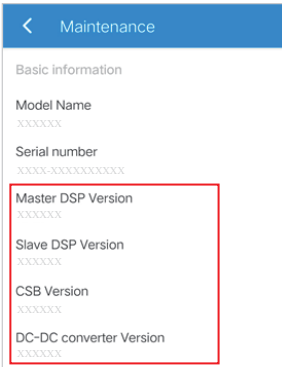 Maintenance
Basic information
Model Name
XXXXXX
Serial number
XXXX-XXXXXXXXXX
Master DSP Version
XXXXXX
Slave DSP Version
XXXXXX
CSB Version
XXXXXX
DC-DC converter Version
XXXXXX